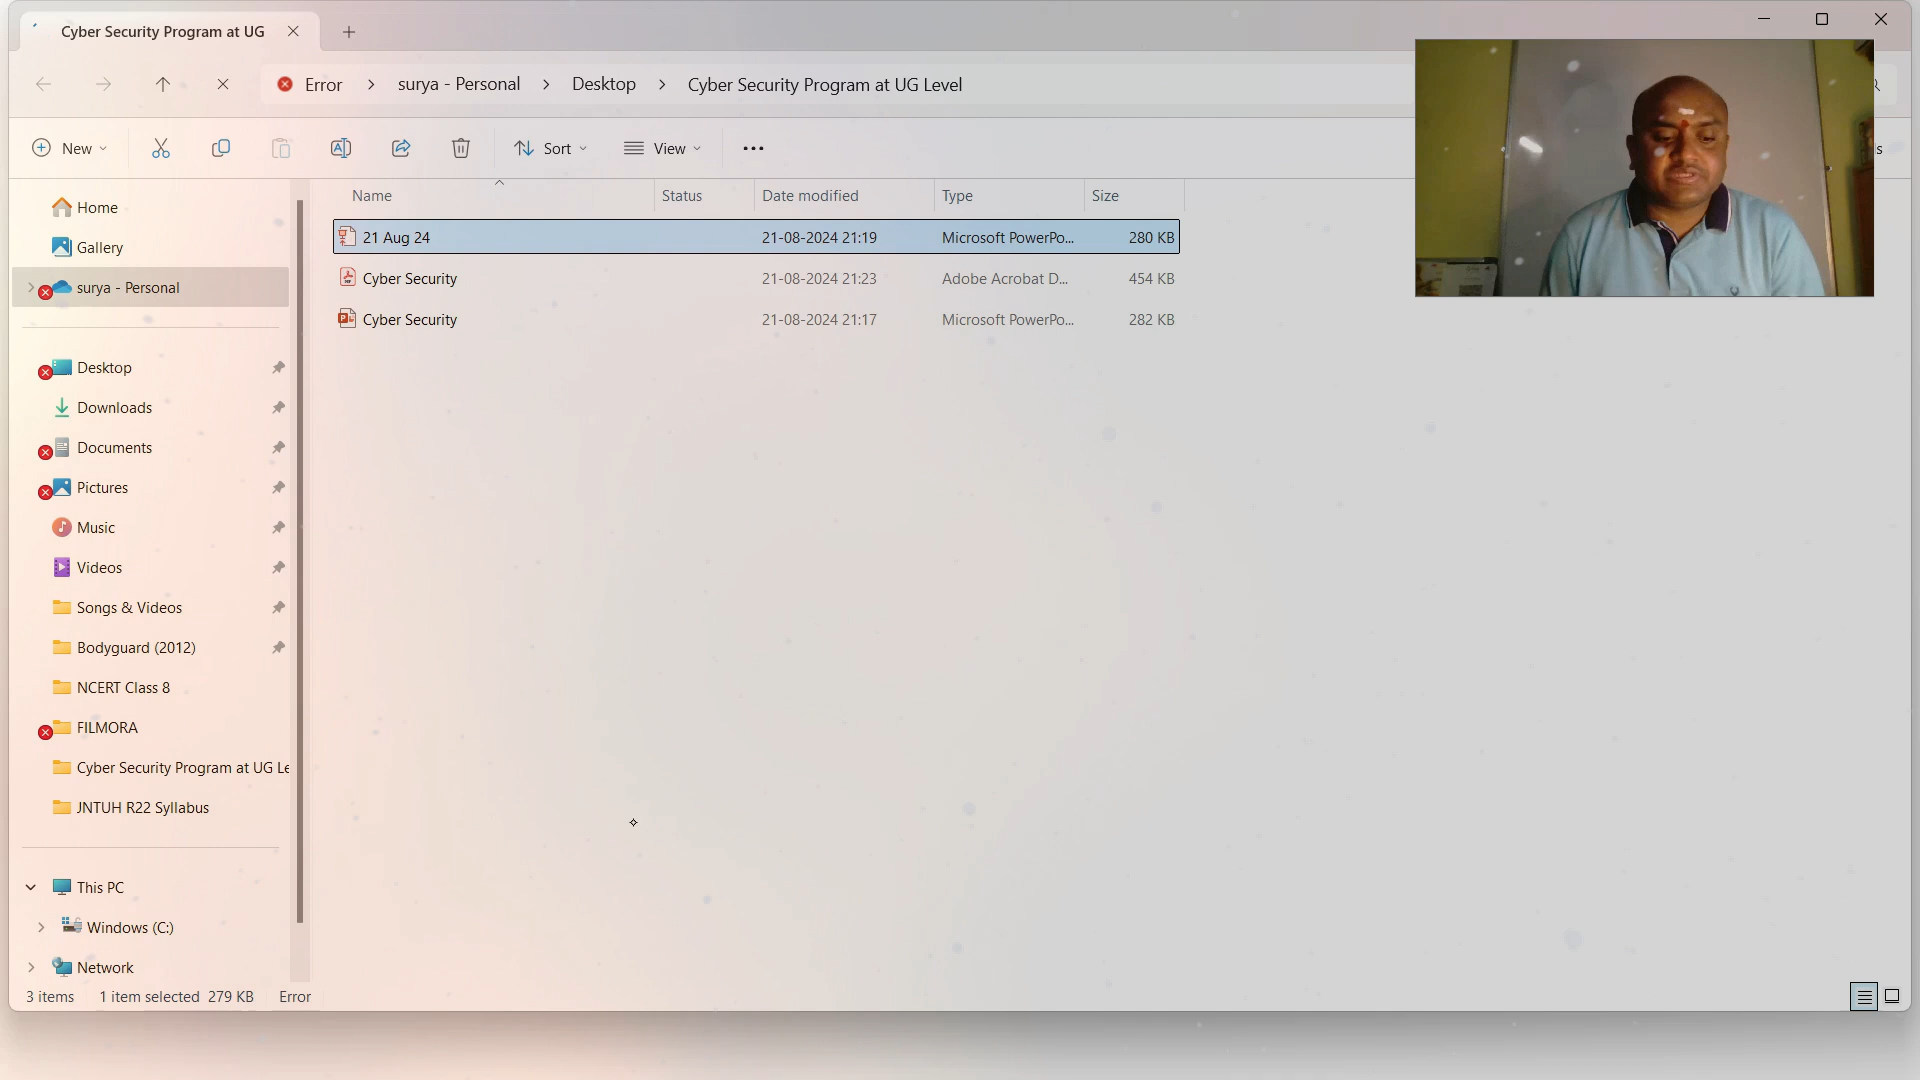 Cyber Security Program at UG
Error > surya - Personal > Desktop > Cyber Security Program at UG Level
New Sort View s
Name Status Date modified Type Size
21 Aug 24 21-08-2024 21:19 Microsoft PowerPo... 280 KB
Cyber Security 21-08-2024 21:23 Adobe Acrobat D... 454 KB
Cyber Security 21-08-2024 21:17 Microsoft PowerPo... 282 KB
Home
Gallery
surya - Personal
Desktop
Downloads
Documents
Pictures
Music
Videos
Songs & Videos
Bodyguard (2012)
NCERT Class 8
FILMORA
Cyber Security Program at UG Le
JNTUH R22 Syllabus
This PC
Windows (C:)
Network
3 items 1 item selected 279 KB Error